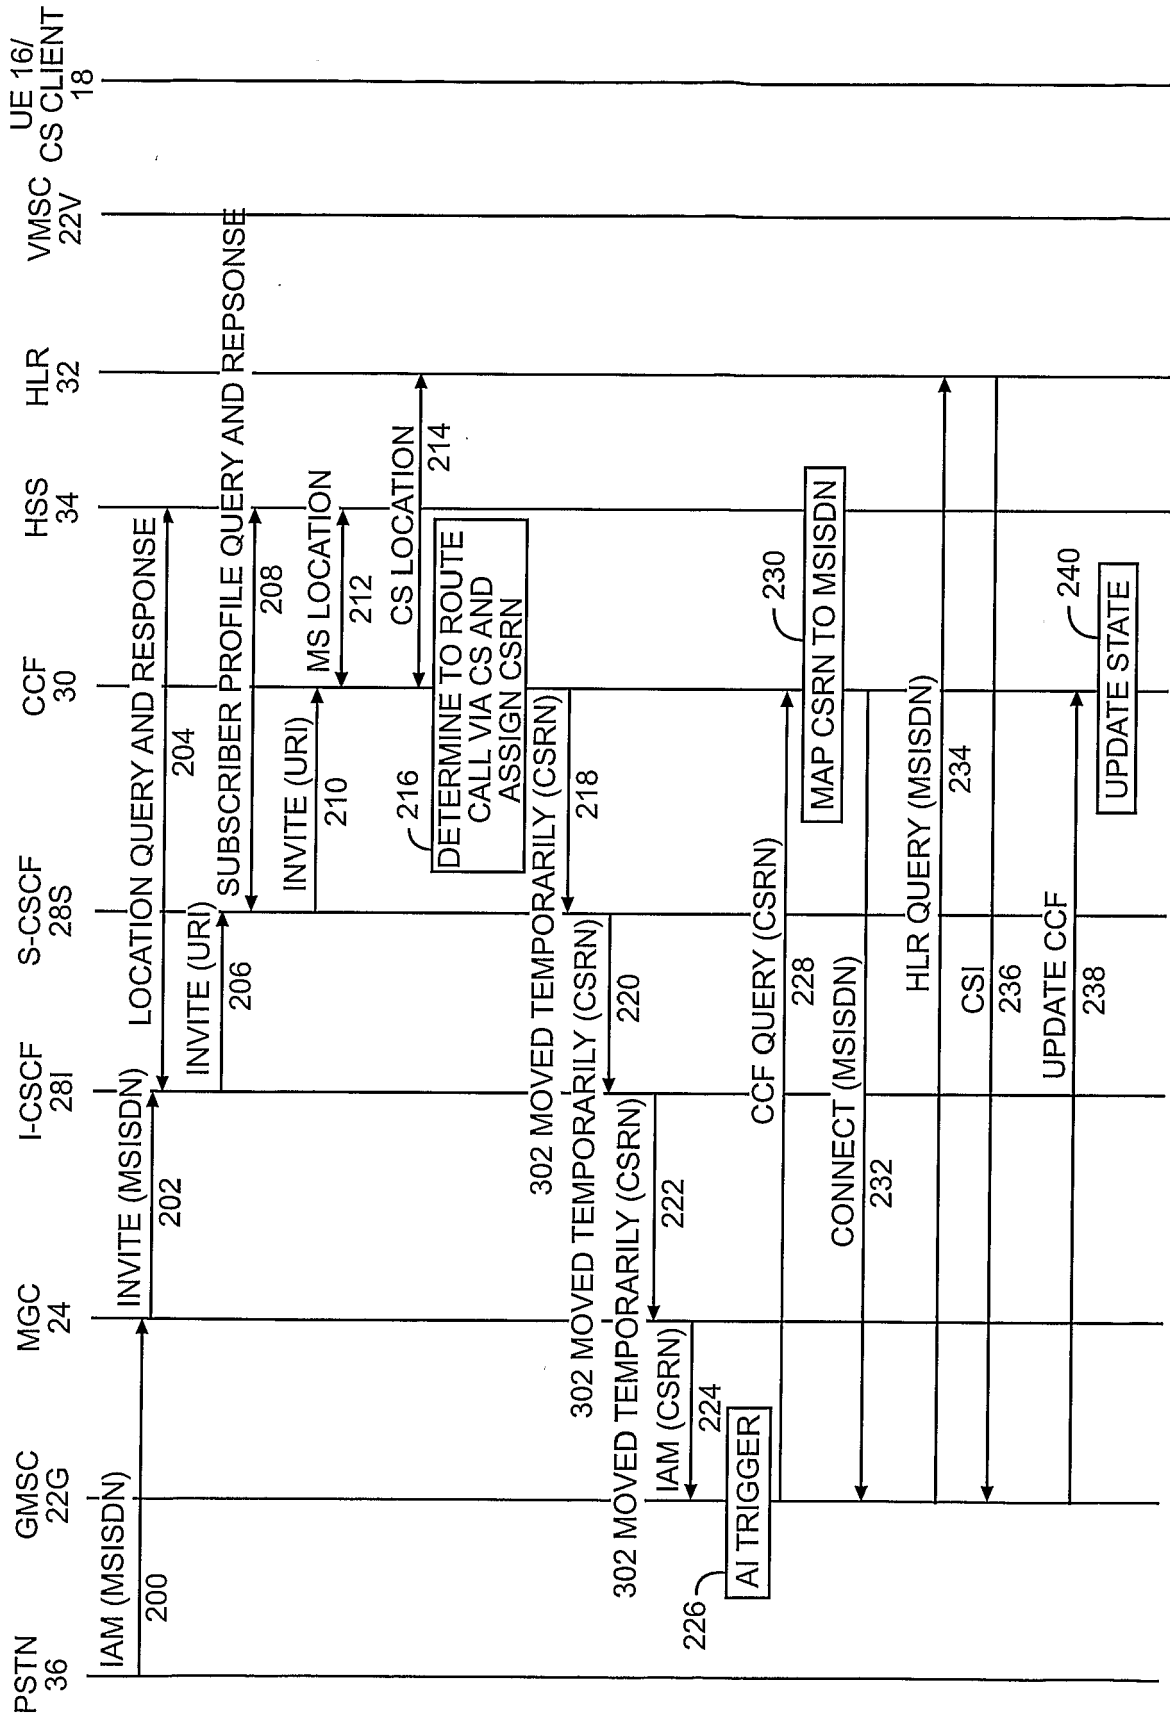 PSTN
36
GMSC
22G
MGC
24
I-CSCF
28I
S-CSCF
28S
CCF
30
HSS
34
HLR
32
VMSC
22V
UE 16/
CS CLIENT
18
IAM (MSISDN)
200
INVITE (MSISDN)
202
LOCATION QUERY AND RESPONSE
204
INVITE (URI)
206
SUBSCRIBER PROFILE QUERY AND REPSONSE
208
INVITE (URI)
210
MS LOCATION
212
CS LOCATION
214
216
DETERMINE TO ROUTE
CALL VIA CS AND
ASSIGN CSRN
302 MOVED TEMPORARILY (CSRN)
218
302 MOVED TEMPORARILY (CSRN)
220
302 MOVED TEMPORARILY (CSRN)
222
IAM (CSRN)
224
226
AI TRIGGER
CCF QUERY (CSRN)
228
230
MAP CSRN TO MSISDN
CONNECT (MSISDN)
232
HLR QUERY (MSISDN)
234
CSI
236
UPDATE CCF
238
240
UPDATE STATE